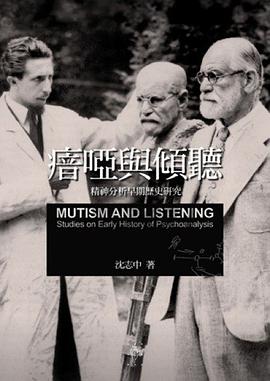 瘖啞與傾聽
精神分析早期歷史研究
MUTISM AND LISTENING
Studies on Early History of Psychoanalysis
沈志中 著